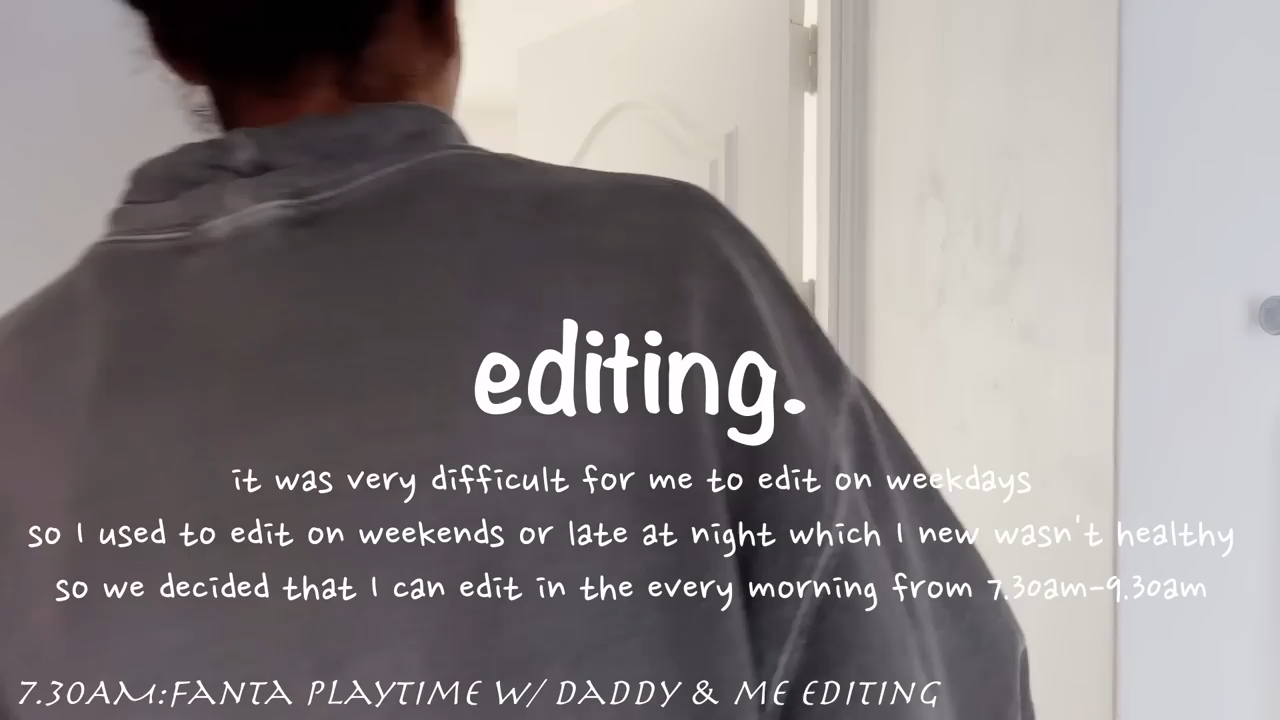 editing.
it was very difficult for me to edit on weekdays
so I used to edit on weekends or late at night which I new wasn't healthy
so we decided that I can edit in the every morning from 7.30am-9.30am
7.30AM:FANTA PLAYTIME W/ DADDY & ME EDITING